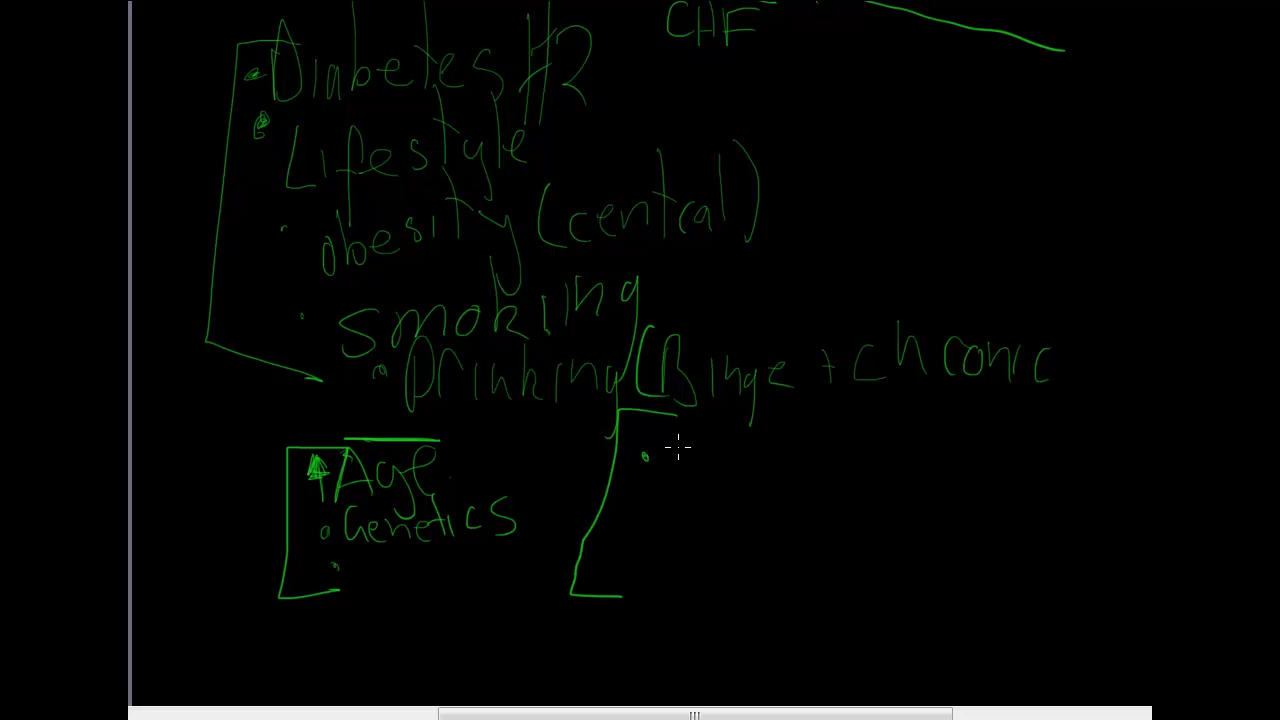 CHF
• Diabetes #2
• Lifestyle
• obesity (central)
• smoking
• Drinking (Binge + chronic
↑ Age
• Genetics
•
•